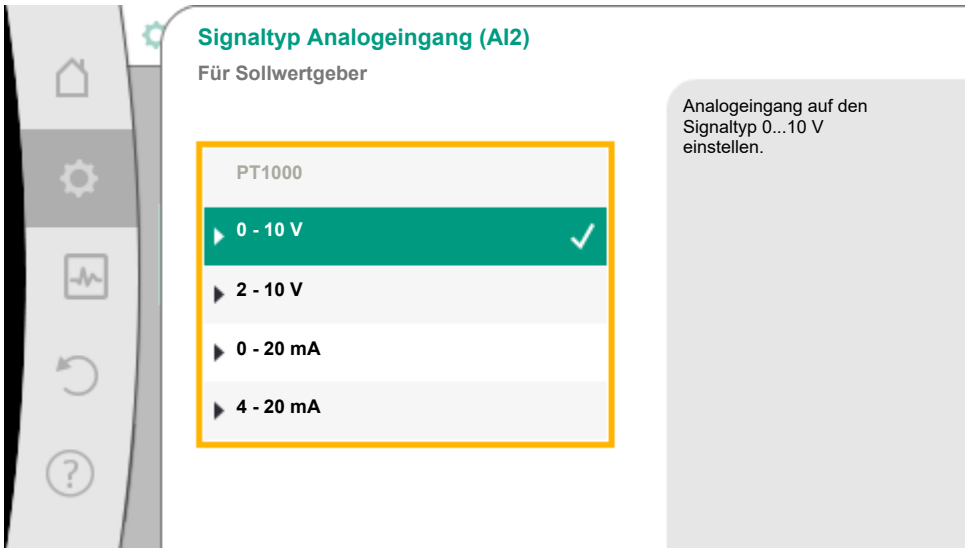 Signaltyp Analogeingang (AI2)
Für Sollwertgeber
PT1000
0 - 10 V
2 - 10 V
0 - 20 mA
4 - 20 mA
Analogeingang auf den
Signaltyp 0...10 V
einstellen.
?